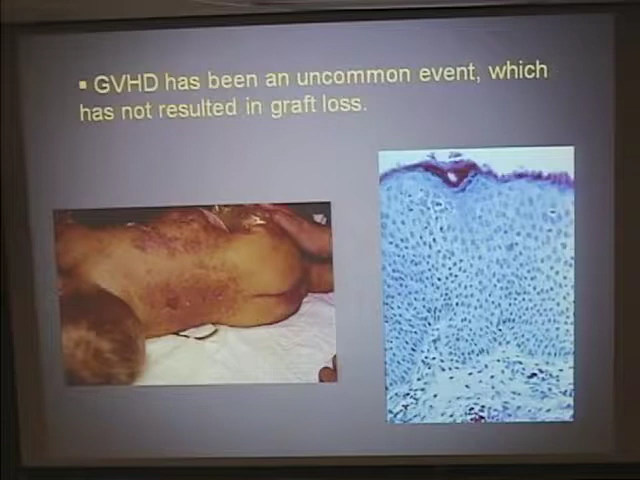 ▪ GVHD has been an uncommon event, which
has not resulted in graft loss.